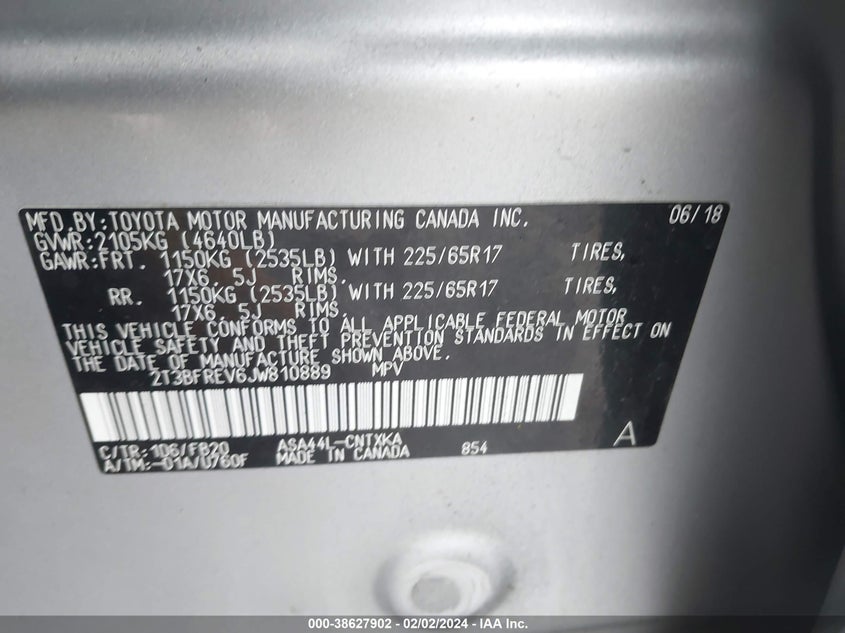 MFD.BY:TOYOTA MOTOR MANUFACTURING CANADA INC. 06/18
GVWR:2105KG (4640LB)
GAWR:FRT. 1150KG (2535LB) WITH 225/65R17 TIRES,
17X6. 5J RIMS.
RR. 1150KG (2535LB) WITH 225/65R17 TIRES,
17X6. 5J RIMS.
THIS VEHICLE CONFORMS TO ALL APPLICABLE FEDERAL MOTOR
VEHICLE SAFETY AND THEFT PREVENTION STANDARDS IN EFFECT ON
THE DATE OF MANUFACTURE SHOWN ABOVE.
2T3BFREV6JW810889 MPV
C/TR:1D6/FB20 ASA44L-CNTXKA 854 A
A/TM:-01A/U760F MADE IN CANADA
000-38627902 - 02/02/2024 - IAA Inc.